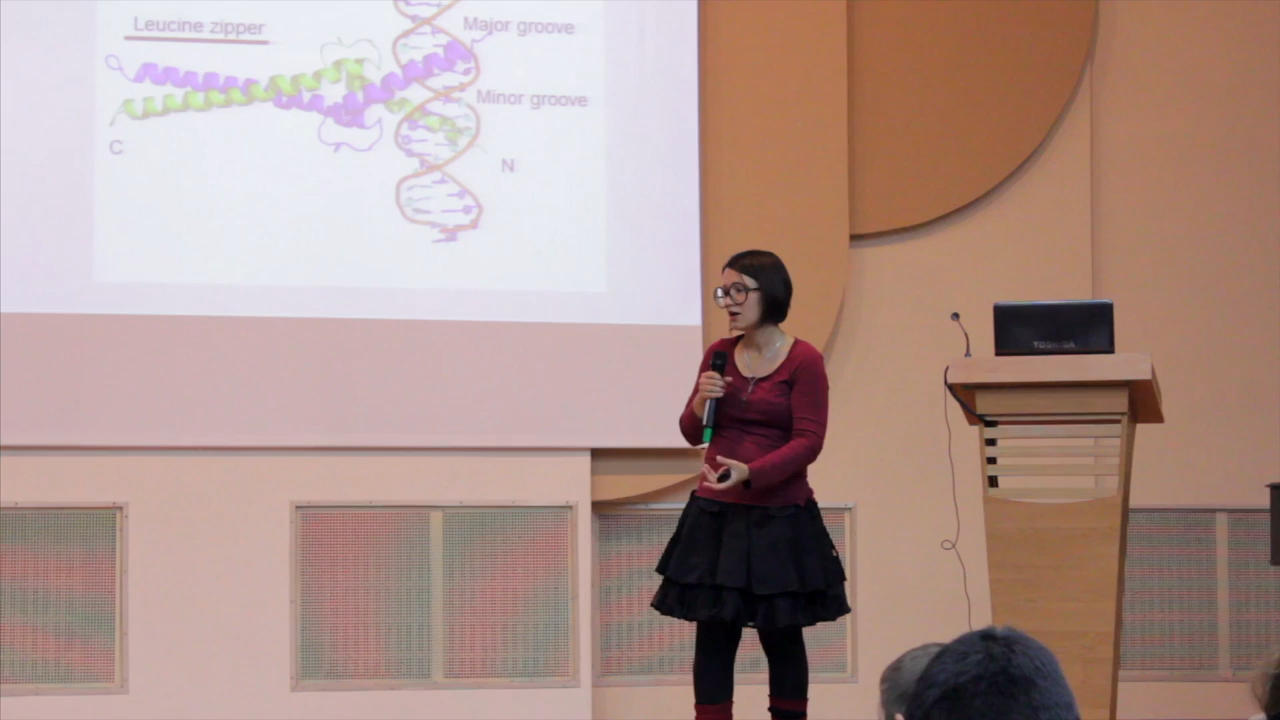 Leucine zipper
Major groove
Minor groove
C
N
TOSHIBA